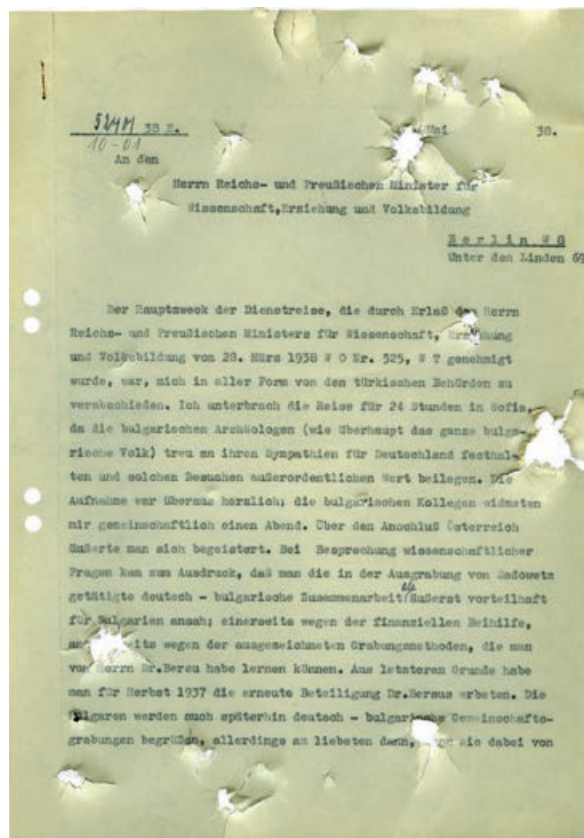 5240/1 38 Z.
10-01
Mai 38.
An den
Herrn Reichs- und Preußischen Minister für
Wissenschaft, Erziehung und Volksbildung
Berlin W 8
Unter den Linden 69
Der Hauptzweck der Dienstreise, die durch Erlaß des Herrn
Reichs- und Preußischen Ministers für Wissenschaft, Erziehung
und Volksbildung von 28. März 1938 W O Nr. 525, W T genehmigt
wurde, war, mich in aller Form von den türkischen Behörden zu
verabschieden. Ich unterbrach die Reise für 24 Stunden in Sofia,
da die bulgarischen Archäologen (wie überhaupt das ganze bulga-
rische Volk) treu an ihren Sympathien für Deutschland festhal-
ten und solchen Besuchen außerordentlichen Wert beilegen. Die
Aufnahme war überaus herzlich; die bulgarischen Kollegen widmeten
mir gemeinschaftlich einen Abend. Über den Anschluß Österreich
äußerte man sich begeistert. Bei Besprechung wissenschaftlicher
Fragen kam zum Ausdruck, daß man die in der Ausgrabung von Sadowetz
getätigte deutsch - bulgarische Zusammenarbeit als äußerst vorteilhaft
für Bulgarien ansah; einerseits wegen der finanziellen Beihilfe,
wegen der ausgezeichneten Grabungsmethoden, die man
von Herrn Dr.Bersu habe lernen können. Aus letzterem Grunde habe
man für Herbst 1937 die erneute Beteiligung Dr.Bersus erbeten. Die
Bulgaren werden auch späterhin deutsch - bulgarische Gemeinschafts-
grabungen begrüßen, allerdings am liebsten dann, sie dabei von